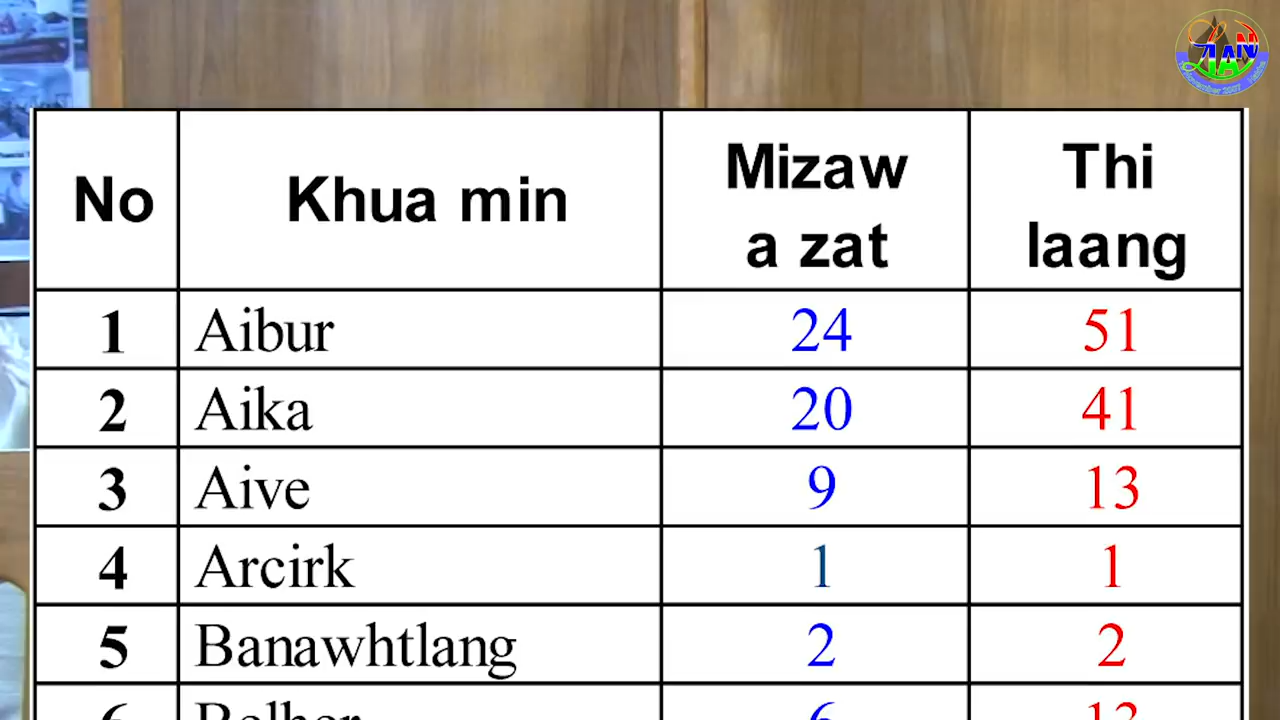 No Khua min Mizaw a zat Thi laang
1 Aibur 24 51
2 Aika 20 41
3 Aive 9 13
4 Arcirk 1 1
5 Banawhtlang 2 2